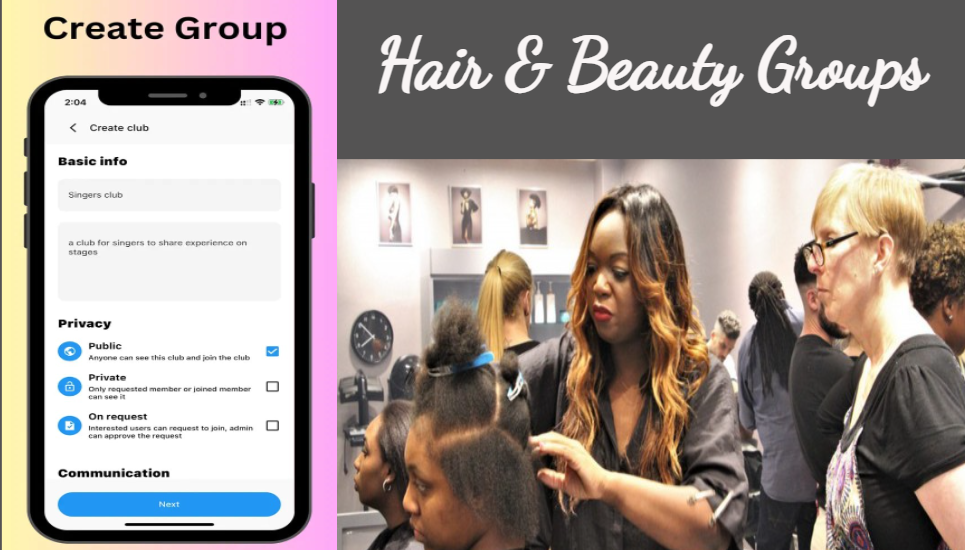 Create Group
2:04
Create club
Basic info
Singers club
a club for singers to share experience on
stages
Privacy
Public
Anyone can see this club and join the club
Private
Only requested member or joined member
can see it
On request
Interested users can request to join, admin
can approve the request
Communication
Next
Hair & Beauty Groups